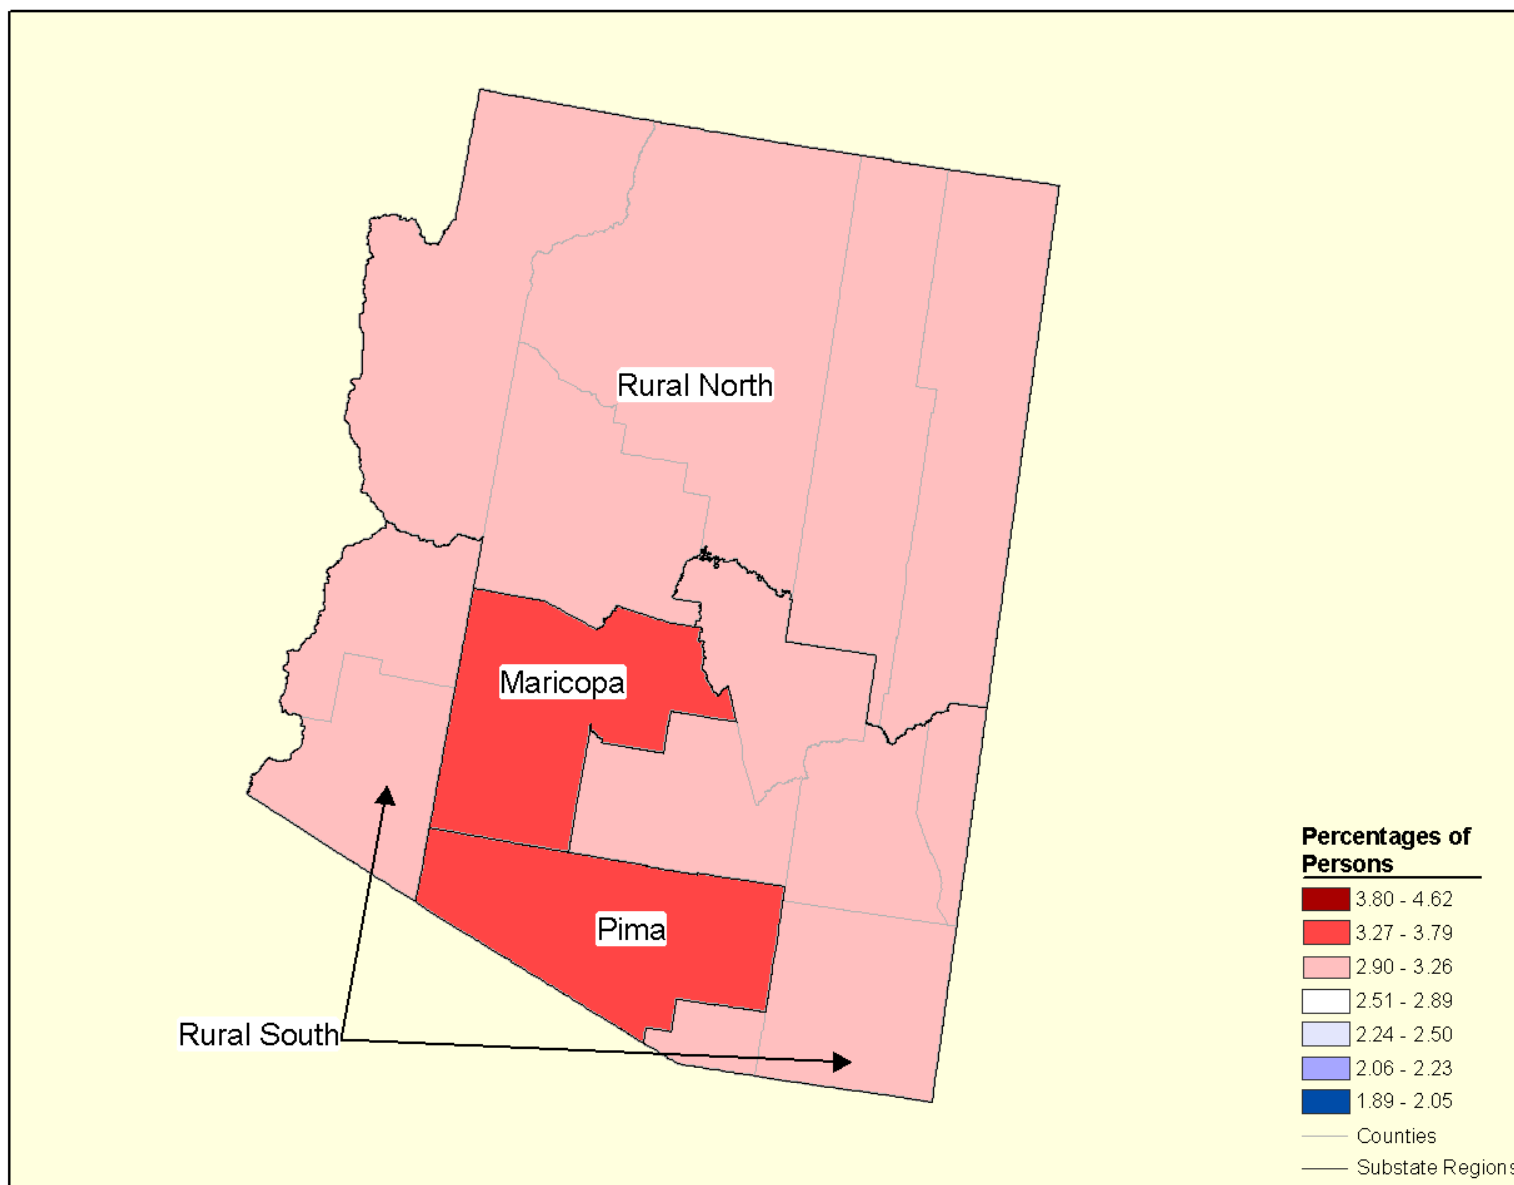 Rural North
Maricopa
Pima
Rural South
Percentages of
Persons
3.80 - 4.62
3.27 - 3.79
2.90 - 3.26
2.51 - 2.89
2.24 - 2.50
2.06 - 2.23
1.89 - 2.05
Counties
Substate Regions